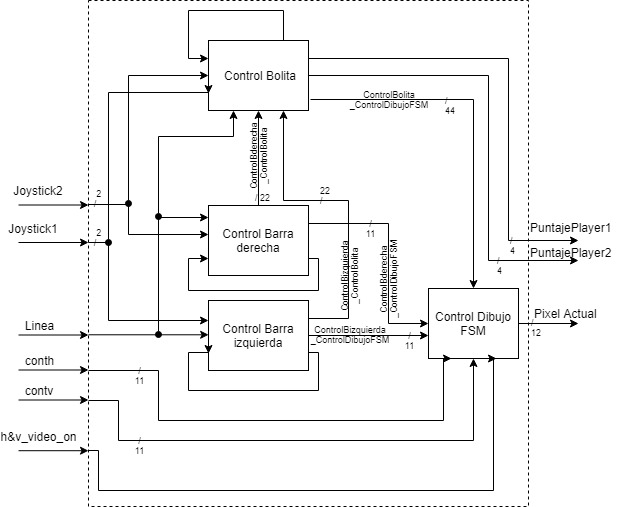 Control Bolita
ControlBolita
_ControlDibujoFSM
44
ControlBderecha
_ControlBolita
22
22
Joystick2
2
Joystick1
2
Control Barra
derecha
11
ControlBizquierda
_ControlBolita
ControlBderecha
_ControlDibujoFSM
PuntajePlayer1
4
PuntajePlayer2
4
Linea
Control Barra
izquierda
ControlBizquierda
_ControlDibujoFSM
11
Control Dibujo
FSM
Pixel Actual
12
conth
11
contv
11
h&v_video_on